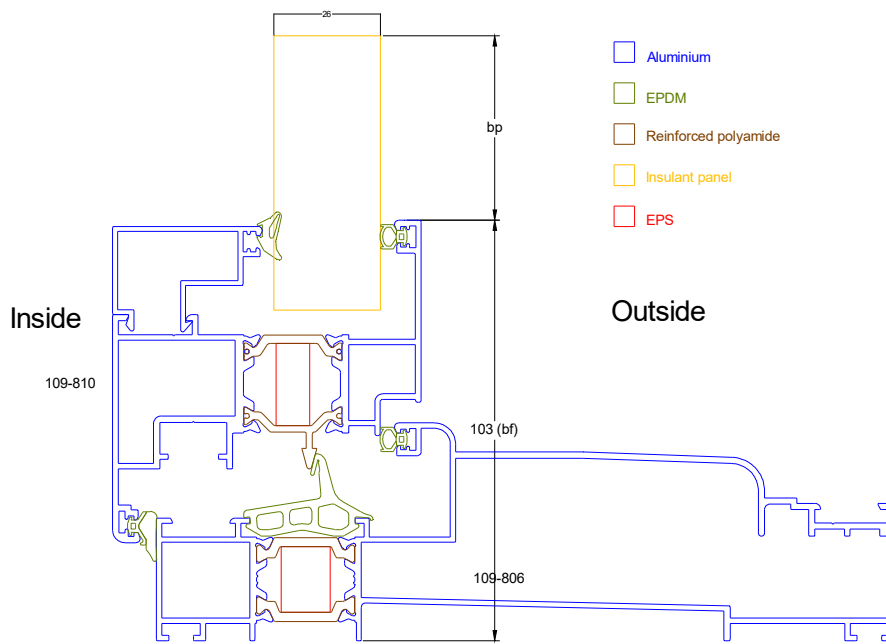 26
Aluminium
EPDM
bp
Reinforced polyamide
Insulant panel
EPS
Inside
Outside
109-810
103 (bf)
109-806